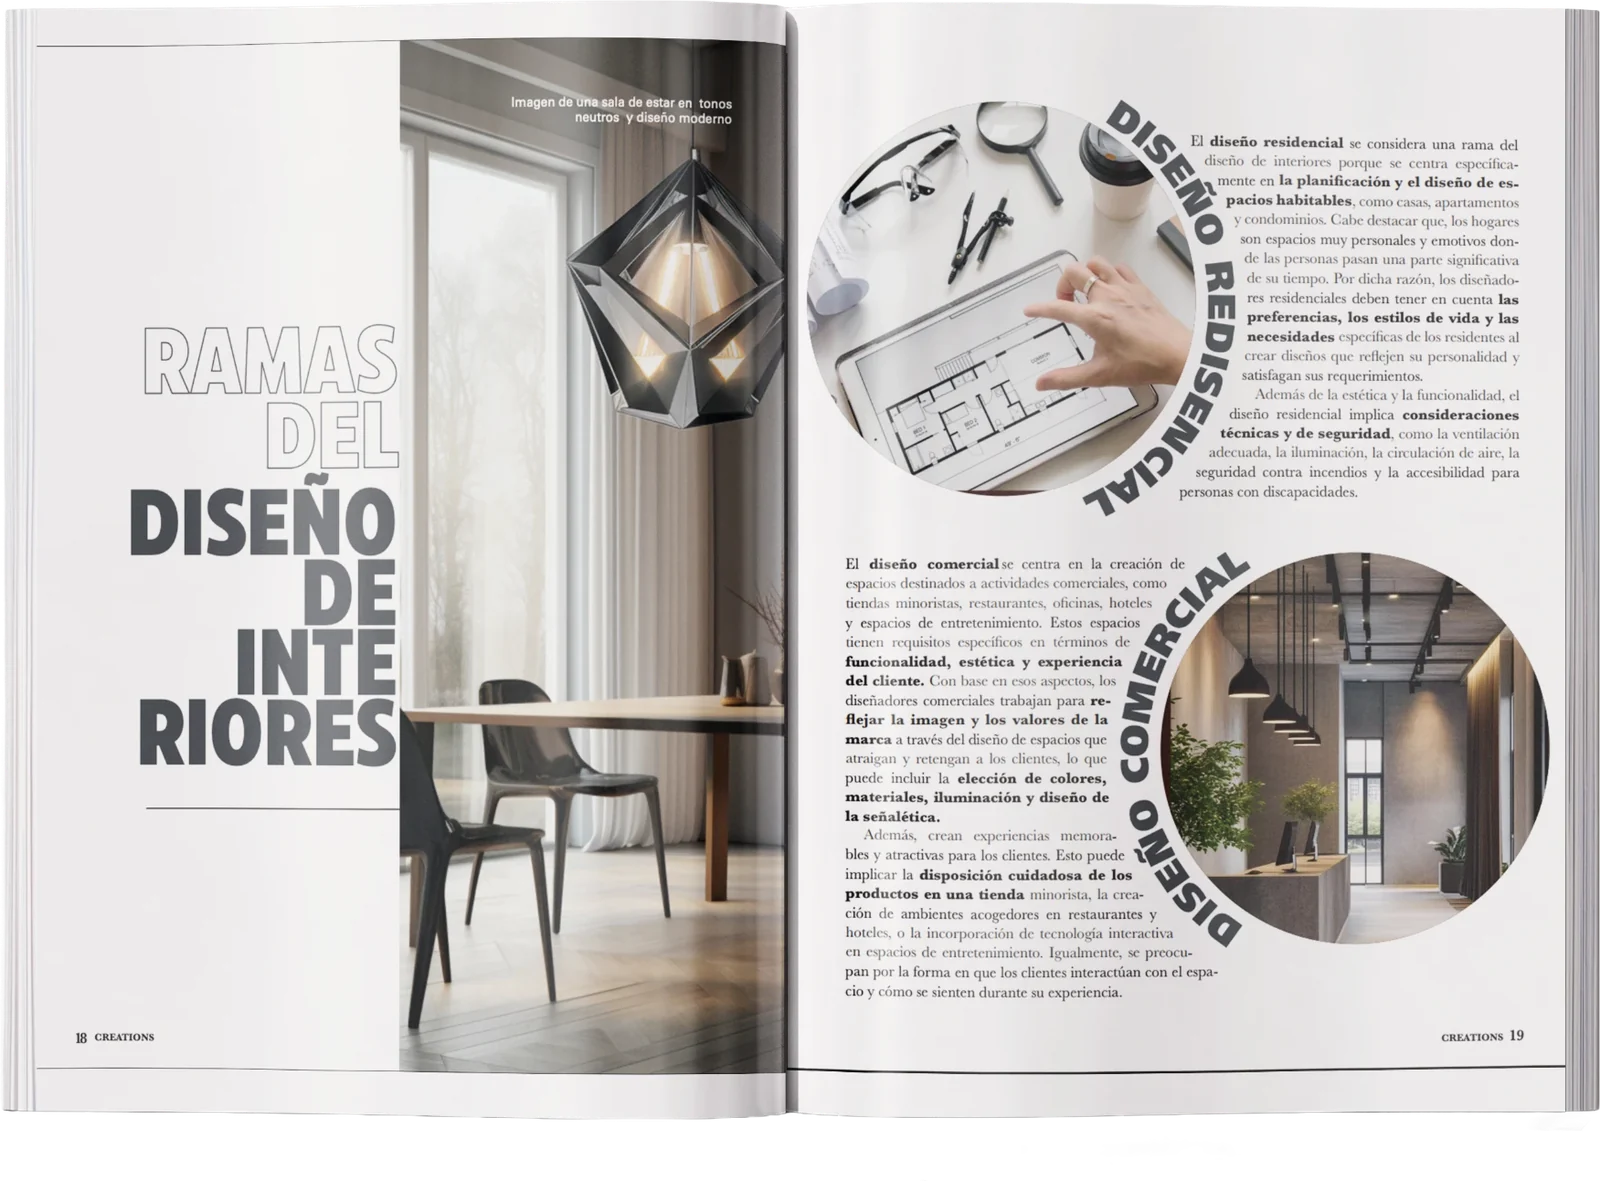 Imagen de una sala de estar en tonos
neutros y diseño moderno
RAMAS
DEL
DISEÑO
DE
INTE
RIORES
18 CREATIONS
DISEÑO REDISENCIAL
El diseño residencial se considera una rama del
diseño de interiores porque se centra específica-
mente en la planificación y el diseño de es-
pacios habitables, como casas, apartamentos
y condominios. Cabe destacar que, los hogares
son espacios muy personales y emotivos don-
de las personas pasan una parte significativa
de su tiempo. Por dicha razón, los diseñado-
res residenciales deben tener en cuenta las
preferencias, los estilos de vida y las
necesidades específicas de los residentes al
crear diseños que reflejen su personalidad y
satisfagan sus requerimientos.
Además de la estética y la funcionalidad, el
diseño residencial implica consideraciones
técnicas y de seguridad, como la ventilación
adecuada, la iluminación, la circulación de aire, la
seguridad contra incendios y la accesibilidad para
personas con discapacidades.
El diseño comercial se centra en la creación de
espacios destinados a actividades comerciales, como
tiendas minoristas, restaurantes, oficinas, hoteles
y espacios de entretenimiento. Estos espacios
tienen requisitos específicos en términos de
funcionalidad, estética y experiencia
del cliente. Con base en esos aspectos, los
diseñadores comerciales trabajan para re-
flejar la imagen y los valores de la
marca a través del diseño de espacios que
atraigan y retengan a los clientes, lo que
puede incluir la elección de colores,
materiales, iluminación y diseño de
la señalética.
Además, crean experiencias memora-
bles y atractivas para los clientes. Esto puede
implicar la disposición cuidadosa de los
productos en una tienda minorista, la crea-
ción de ambientes acogedores en restaurantes y
hoteles, o la incorporación de tecnología interactiva
en espacios de entretenimiento. Igualmente, se preocu-
pan por la forma en que los clientes interactúan con el espa-
cio y cómo se sienten durante su experiencia.
DISEÑO COMERCIAL
CREATIONS 19